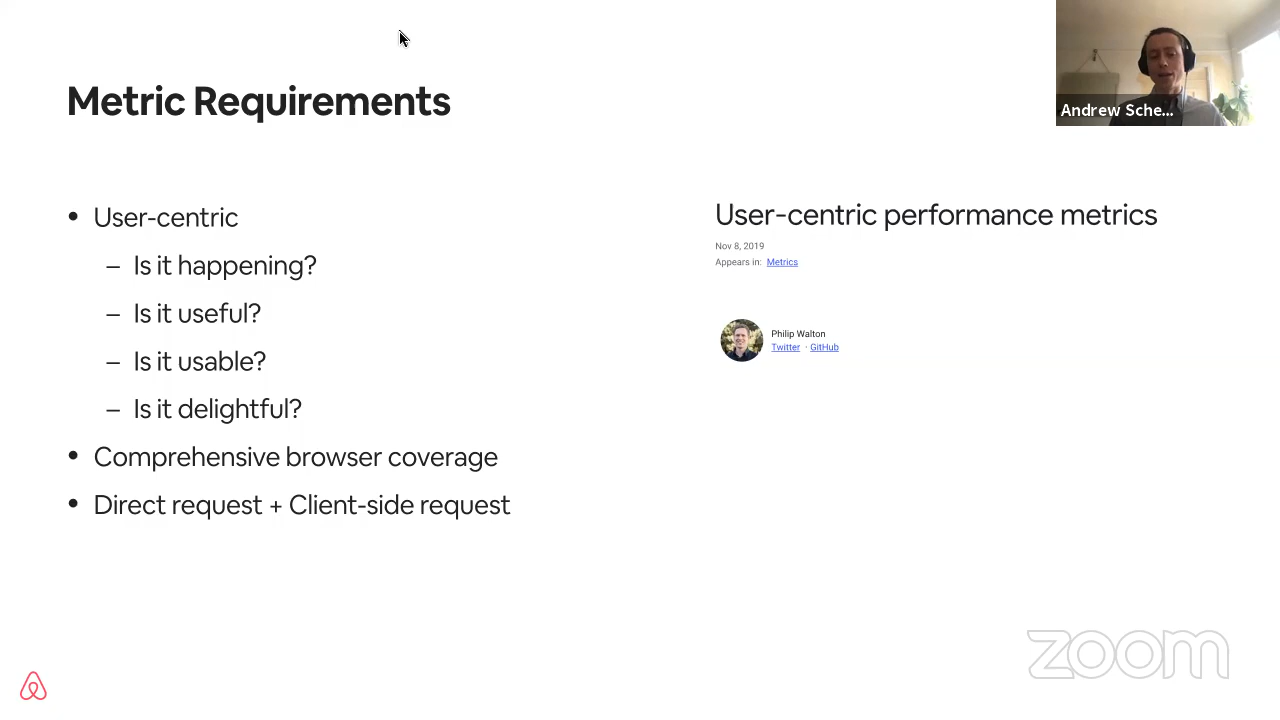 Metric Requirements
Andrew Sche...
• User-centric
– Is it happening?
– Is it useful?
– Is it usable?
– Is it delightful?
• Comprehensive browser coverage
• Direct request + Client-side request
User-centric performance metrics
Nov 8, 2019
Appears in: Metrics
Philip Walton
Twitter · GitHub
zoom